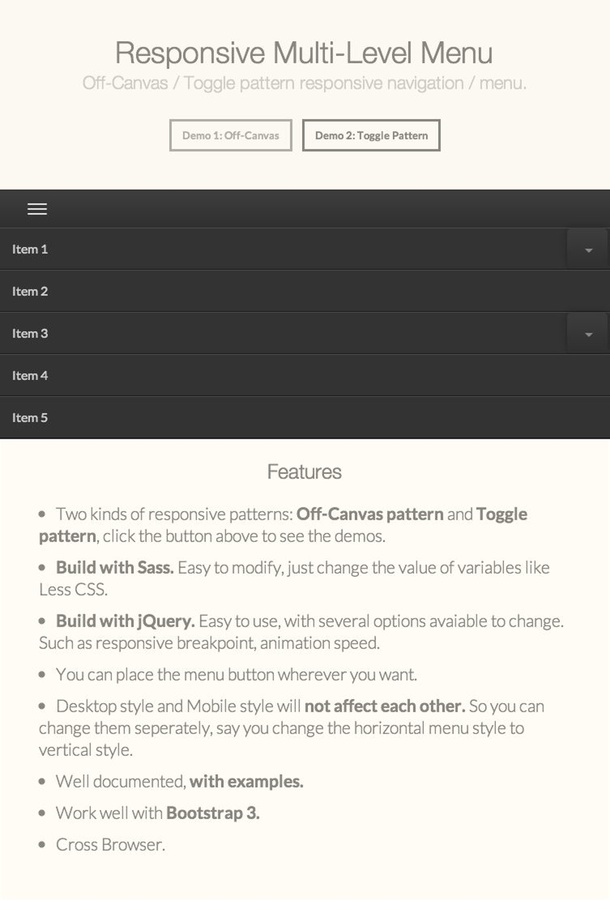 Responsive Multi-Level Menu
Off-Canvas / Toggle pattern responsive navigation / menu.
Demo 1: Off-Canvas
Demo 2: Toggle Pattern
Item 1
Item 2
Item 3
Item 4
Item 5
Features
• Two kinds of responsive patterns: Off-Canvas pattern and Toggle
pattern, click the button above to see the demos.
• Build with Sass. Easy to modify, just change the value of variables like
Less CSS.
• Build with jQuery. Easy to use, with several options avaiable to change.
Such as responsive breakpoint, animation speed.
• You can place the menu button wherever you want.
• Desktop style and Mobile style will not affect each other. So you can
change them seperately, say you change the horizontal menu style to
vertical style.
• Well documented, with examples.
• Work well with Bootstrap 3.
• Cross Browser.